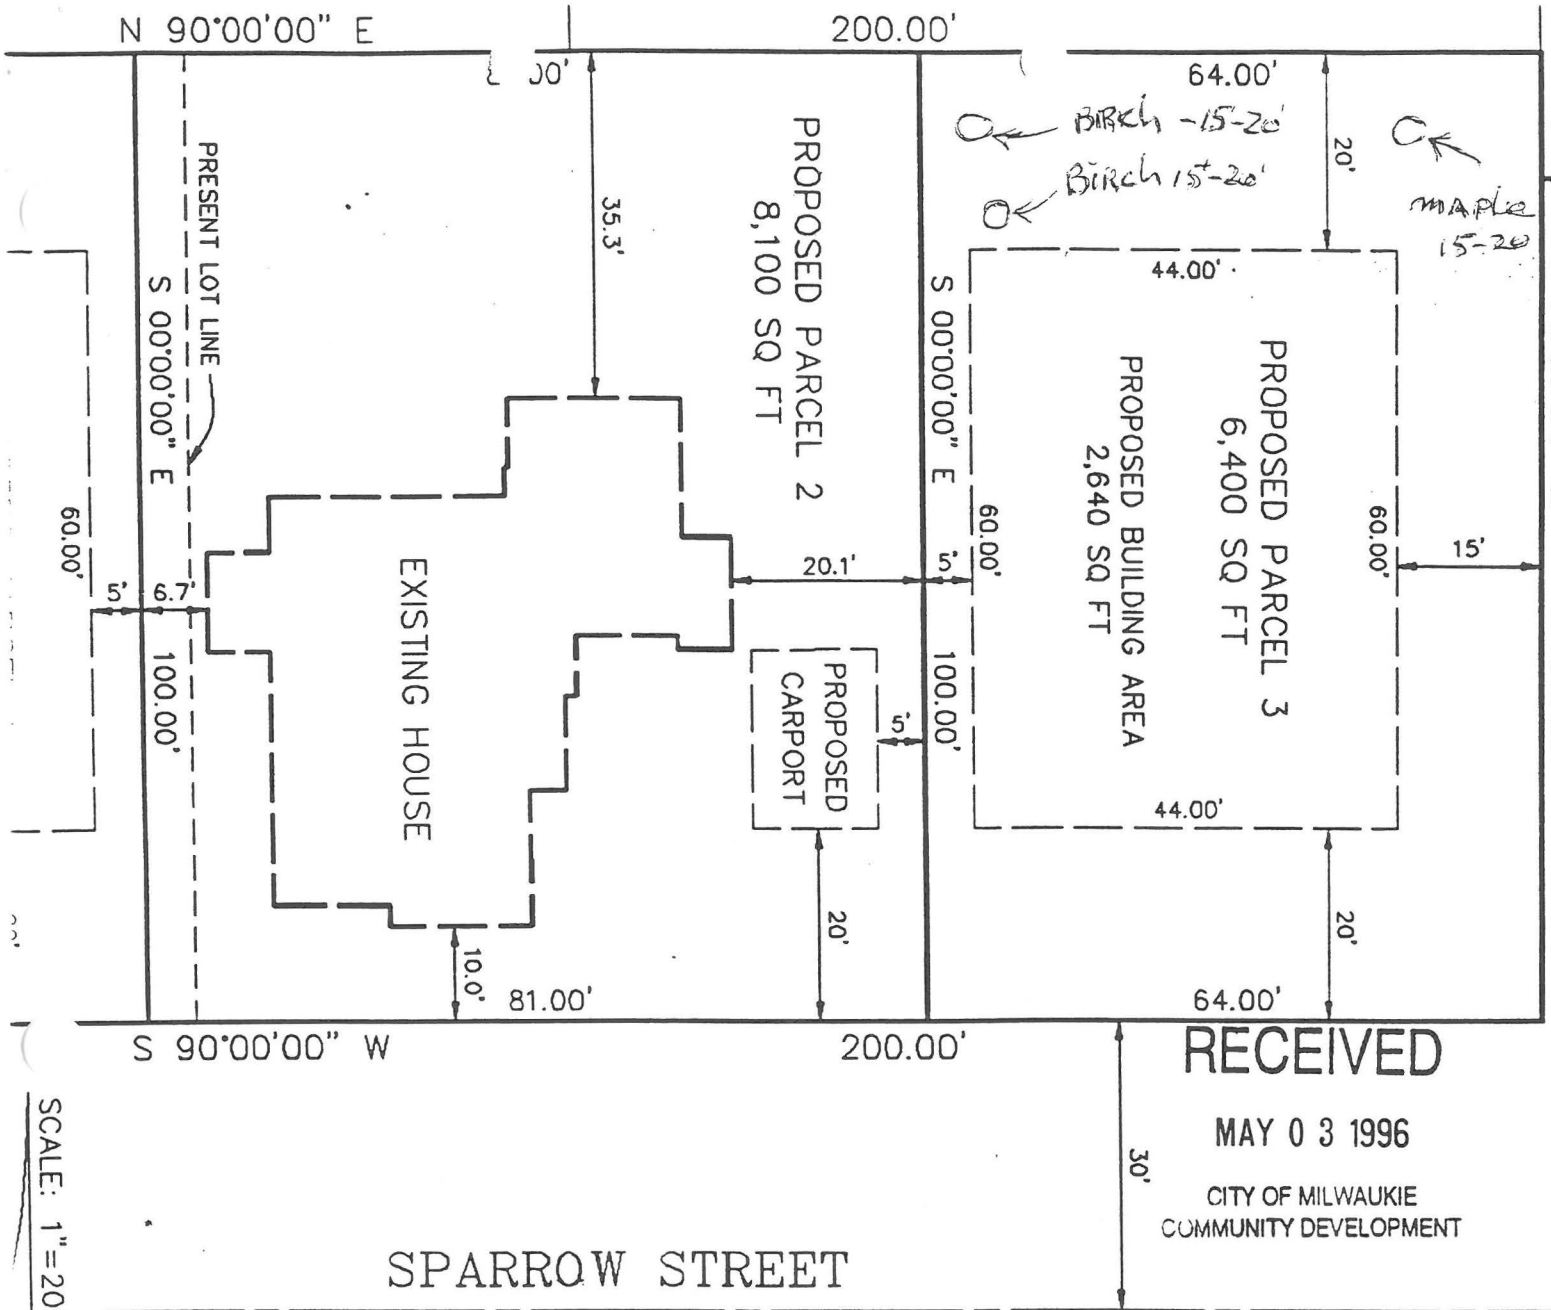 N 90°00'00" E
200.00'
00'
64.00'
BIRCH -15-20'
Birch 15-20'
20'
MAPLE
15-20
PRESENT LOT LINE
35.3'
PROPOSED PARCEL 2
8,100 SQ FT
S 00°00'00" E
S 00°00'00" E
44.00'
PROPOSED PARCEL 3
6,400 SQ FT
PROPOSED BUILDING AREA
2,640 SQ FT
60.00'
60.00'
60.00'
15'
5'
6.7'
20.1'
5'
EXISTING HOUSE
100.00'
100.00'
PROPOSED
CARPORT
5'
44.00'
20'
20'
10.0'
81.00'
64.00'
S 90°00'00" W
200.00'
RECEIVED
MAY 03 1996
CITY OF MILWAUKIE
COMMUNITY DEVELOPMENT
30'
SCALE: 1"=20
SPARROW STREET